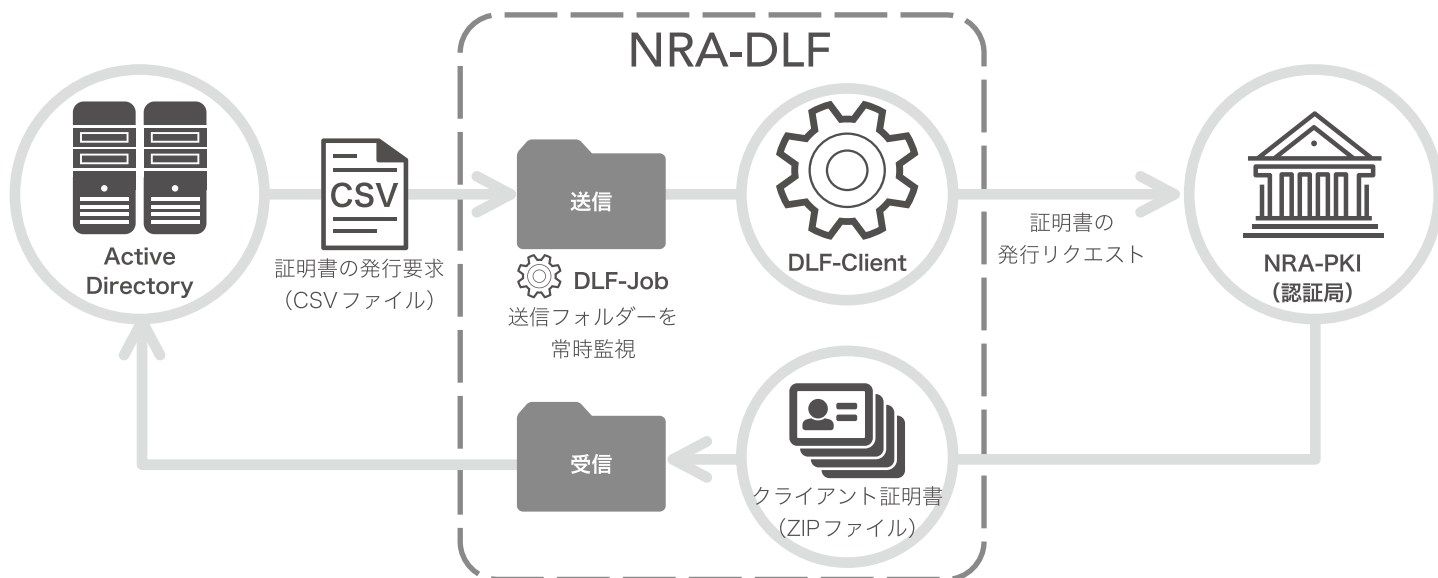 NRA-DLF
Active
Directory
CSV
証明書の発行要求
（CSVファイル）
送信
DLF-Job
送信フォルダーを
常時監視
DLF-Client
証明書の
発行リクエスト
NRA-PKI
（認証局）
受信
クライアント証明書
（ZIPファイル）